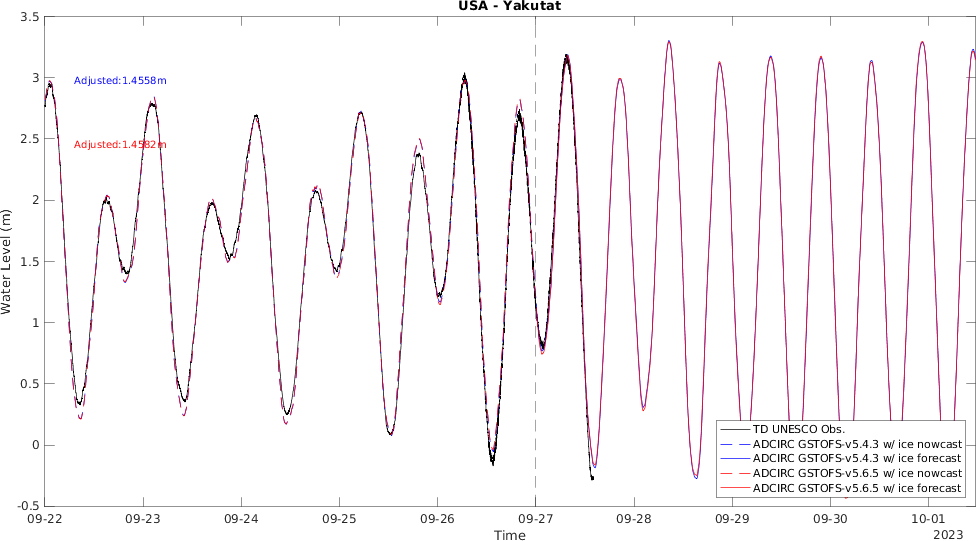 USA - Yakutat
3.5
3
2.5
2
1.5
1
0.5
0
-0.5
Water Level (m)
Adjusted:1.4558m
Adjusted:1.4582m
TD UNESCO Obs.
ADCIRC GSTOFS-v5.4.3 w/ ice nowcast
ADCIRC GSTOFS-v5.4.3 w/ ice forecast
ADCIRC GSTOFS-v5.6.5 w/ ice nowcast
ADCIRC GSTOFS-v5.6.5 w/ ice forecast
09-22 09-23 09-24 09-25 09-26 09-27 09-28 09-29 09-30 10-01
Time
2023